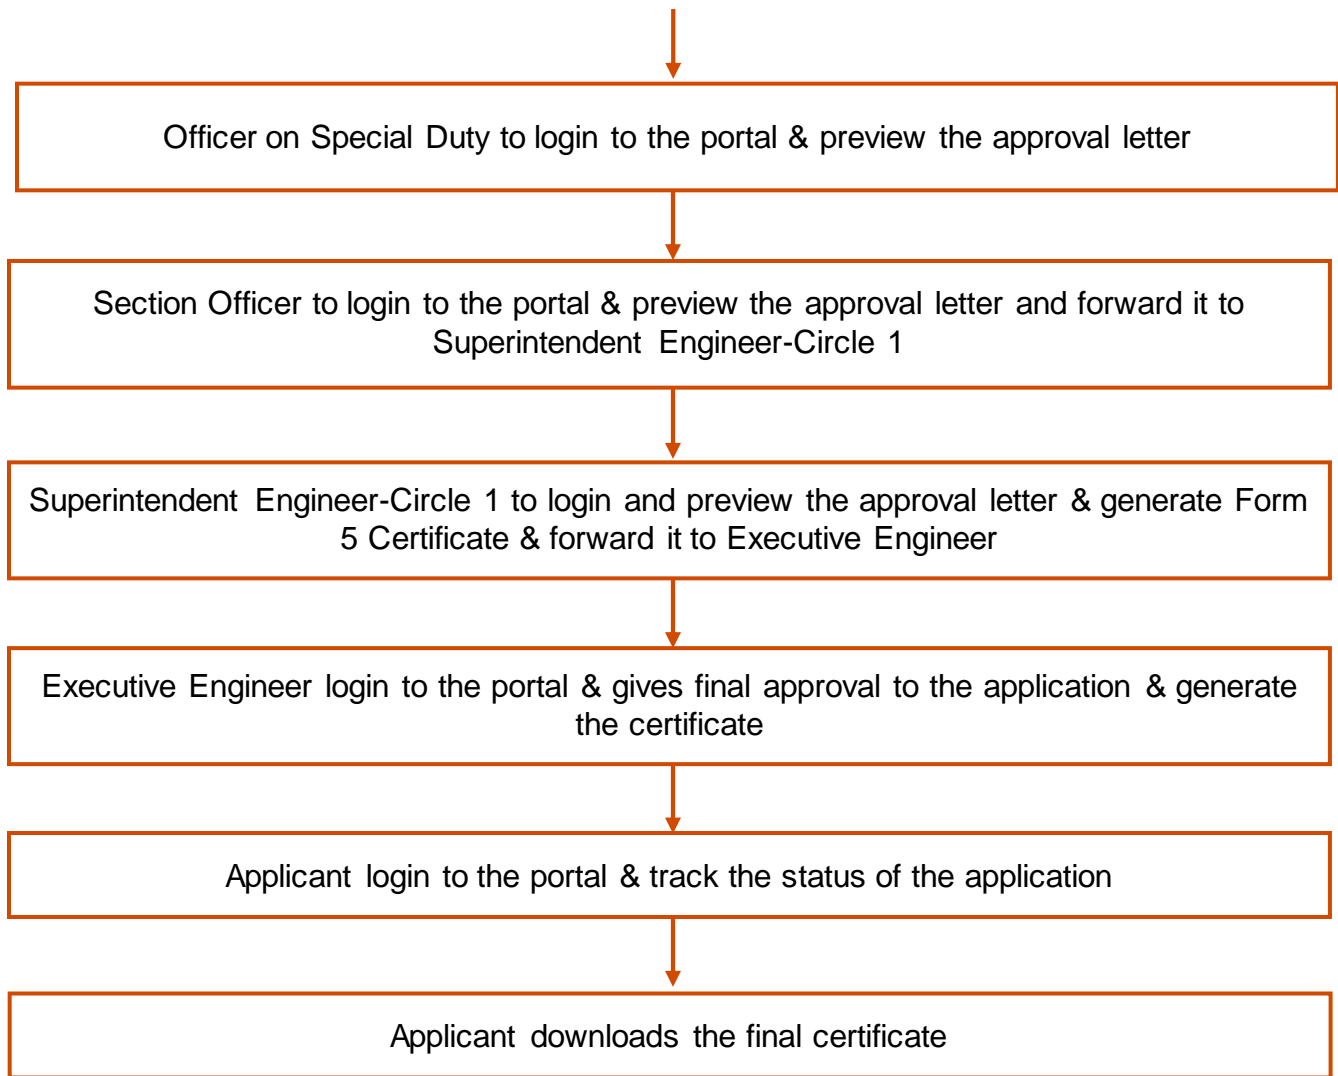 Officer on Special Duty to login to the portal & preview the approval letter
Section Officer to login to the portal & preview the approval letter and forward it to
Superintendent Engineer-Circle 1
Superintendent Engineer-Circle 1 to login and preview the approval letter & generate Form
5 Certificate & forward it to Executive Engineer
Executive Engineer login to the portal & gives final approval to the application & generate
the certificate
Applicant login to the portal & track the status of the application
Applicant downloads the final certificate